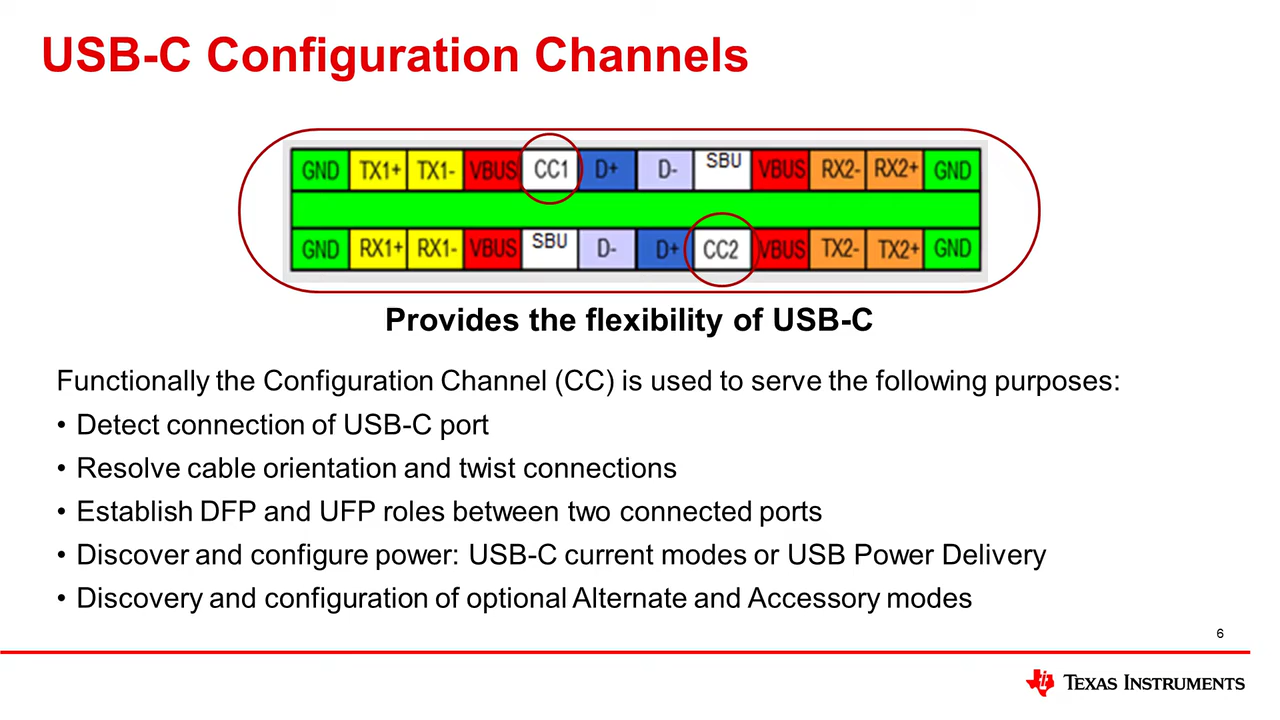 USB-C Configuration Channels
GND TX1+ TX1- VBUS CC1 D+ D- SBU VBUS RX2- RX2+ GND
GND RX1+ RX1- VBUS SBU D- D+ CC2 VBUS TX2- TX2+ GND
Provides the flexibility of USB-C
Functionally the Configuration Channel (CC) is used to serve the following purposes:
• Detect connection of USB-C port
• Resolve cable orientation and twist connections
• Establish DFP and UFP roles between two connected ports
• Discover and configure power: USB-C current modes or USB Power Delivery
• Discovery and configuration of optional Alternate and Accessory modes
6
TEXAS INSTRUMENTS